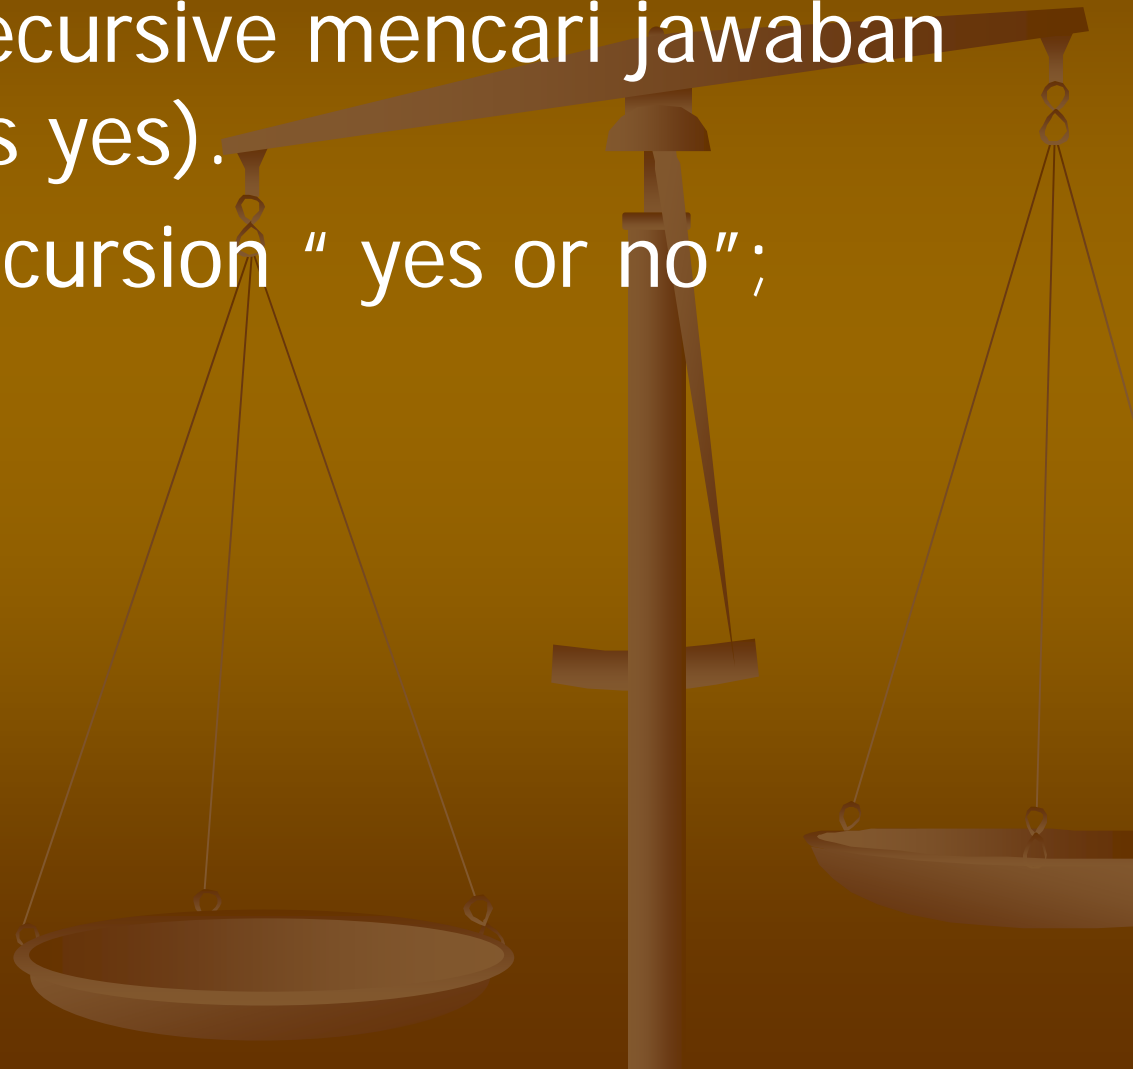 ecursive mencari jawaban
s yes).
cursion “ yes or no”;